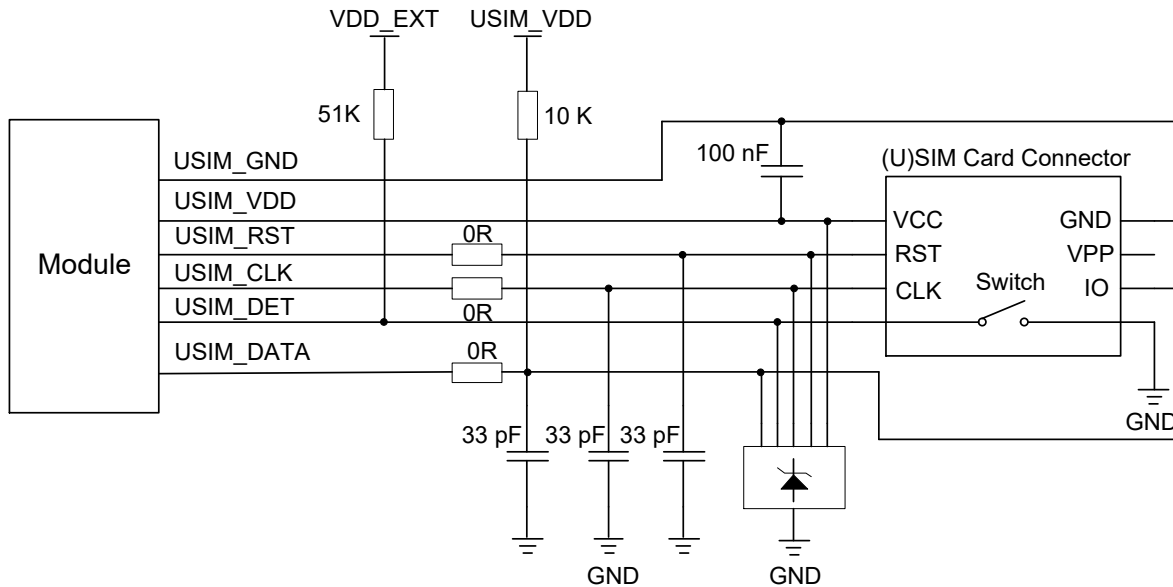 VDD_EXT USIM_VDD
51K 10 K
100 nF (U)SIM Card Connector
USIM_GND
USIM_VDD VCC GND
USIM_RST 0R RST VPP
Module USIM_CLK CLK Switch IO
USIM_DET 0R
USIM_DATA 0R
GND
33 pF 33 pF 33 pF
GND GND